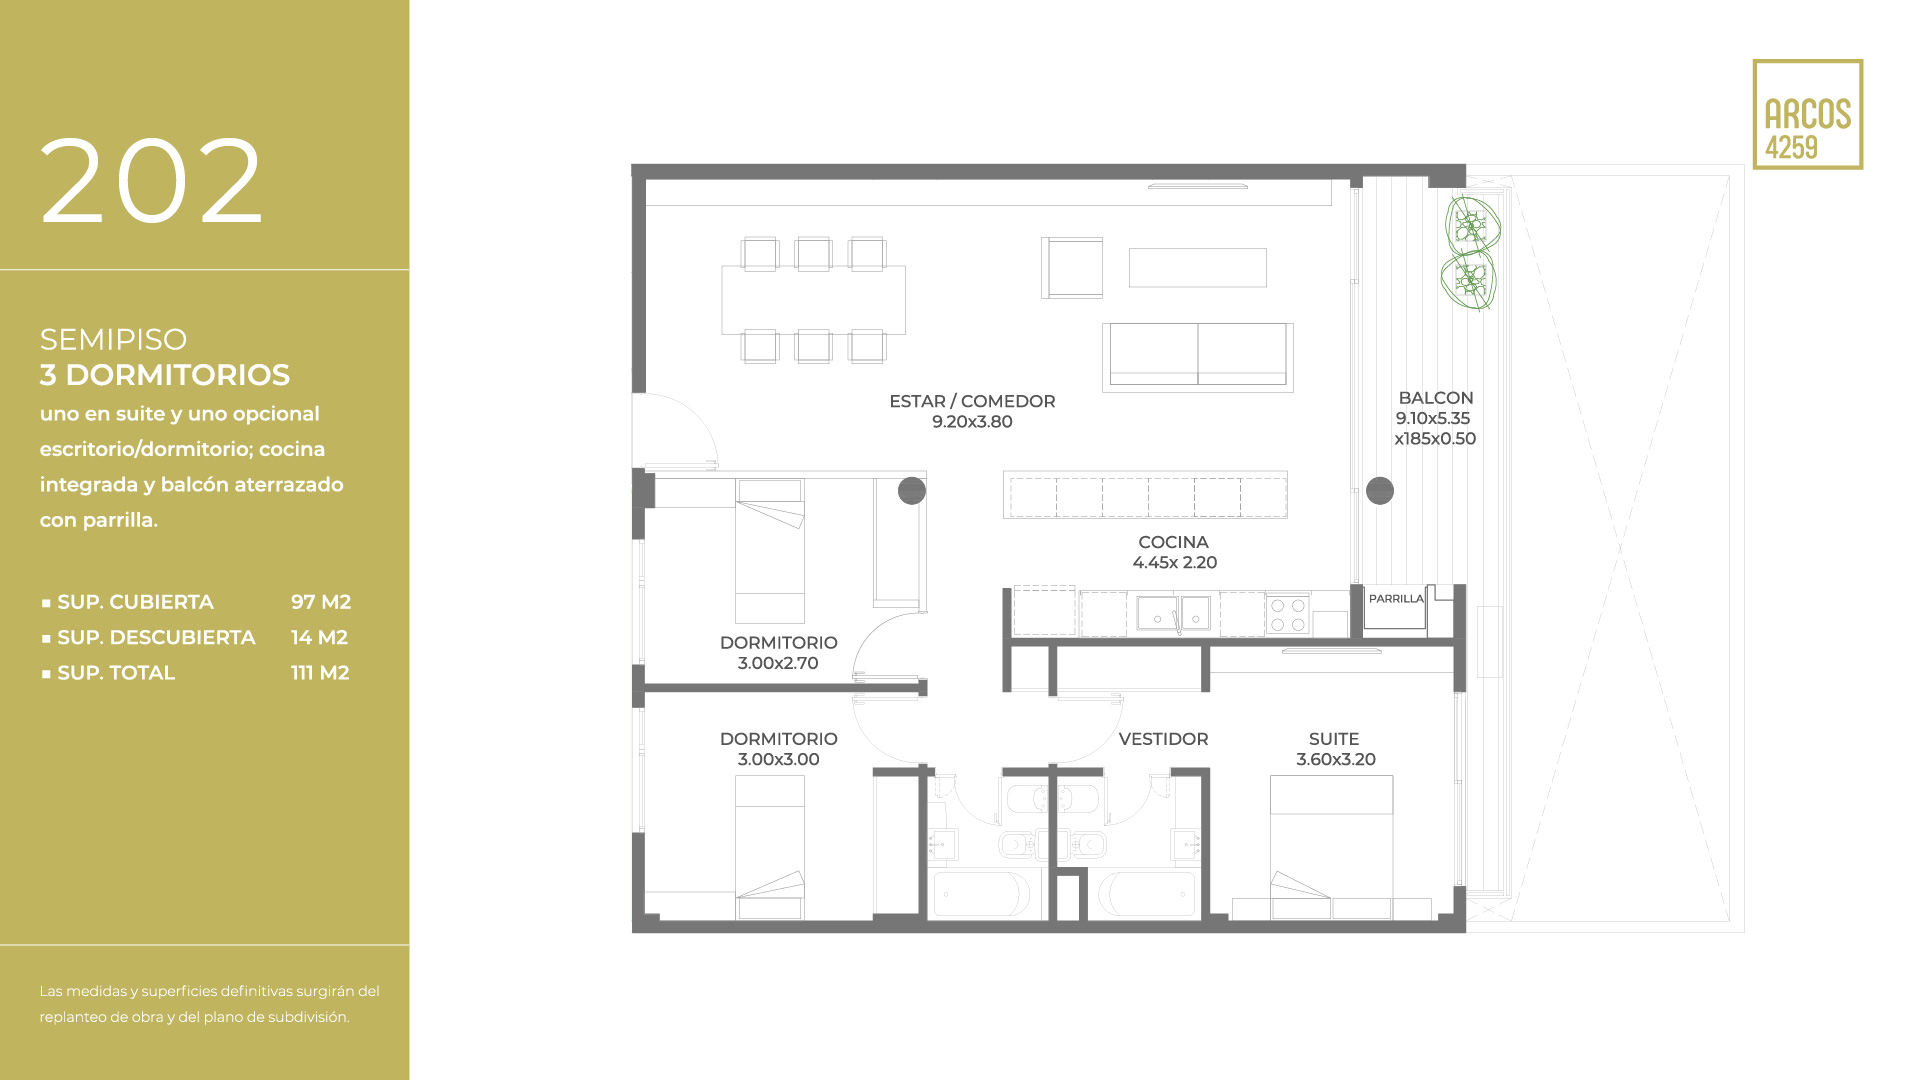 202
SEMIPISO
3 DORMITORIOS
uno en suite y uno opcional
escritorio/dormitorio; cocina
integrada y balcón aterrazado
con parrilla.
SUP. CUBIERTA 97 M2
SUP. DESCUBIERTA 14 M2
SUP. TOTAL 111 M2
Las medidas y superficies definitivas surgirán del
replanteo de obra y del plano de subdivisión.
ARCOS
4259
ESTAR / COMEDOR
9.20x3.80
BALCON
9.10x5.35
x185x0.50
COCINA
4.45x 2.20
PARRILLA
DORMITORIO
3.00x2.70
DORMITORIO
3.00x3.00
VESTIDOR
SUITE
3.60x3.20